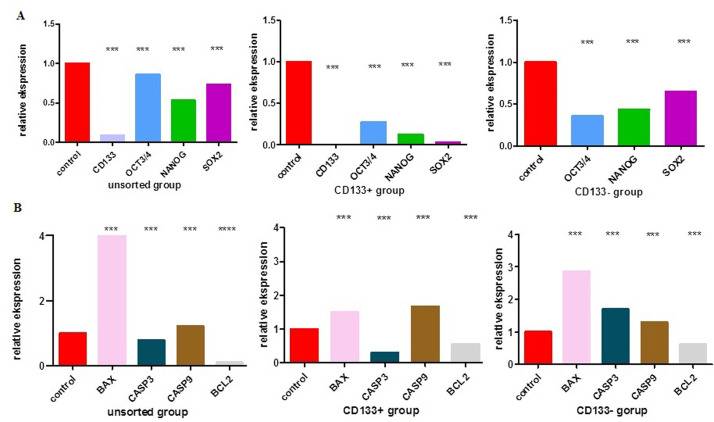 A
relative ekspression
1.5
1.0
0.5
0.0
*** *** *** ***
control CD133 OCT3/4 NANOG SOX2
unsorted group
relative ekspression
1.5
1.0
0.5
0.0
*** *** *** ***
control CD133 OCT3/4 NANOG SOX2
CD133+ group
relative ekspression
1.5
1.0
0.5
0.0
*** *** ***
control OCT3/4 NANOG SOX2
CD133- group
B
relative ekspression
4
2
0
*** *** *** ****
control BAX CASP3 CASP9 BCL2
unsorted group
relative ekspression
4
3
2
1
0
*** *** *** ***
control BAX CASP3 CASP9 BCL2
CD133+ group
relative ekspression
4
3
2
1
0
*** *** *** ***
control BAX CASP3 CASP9 BCL2
CD133- gorup